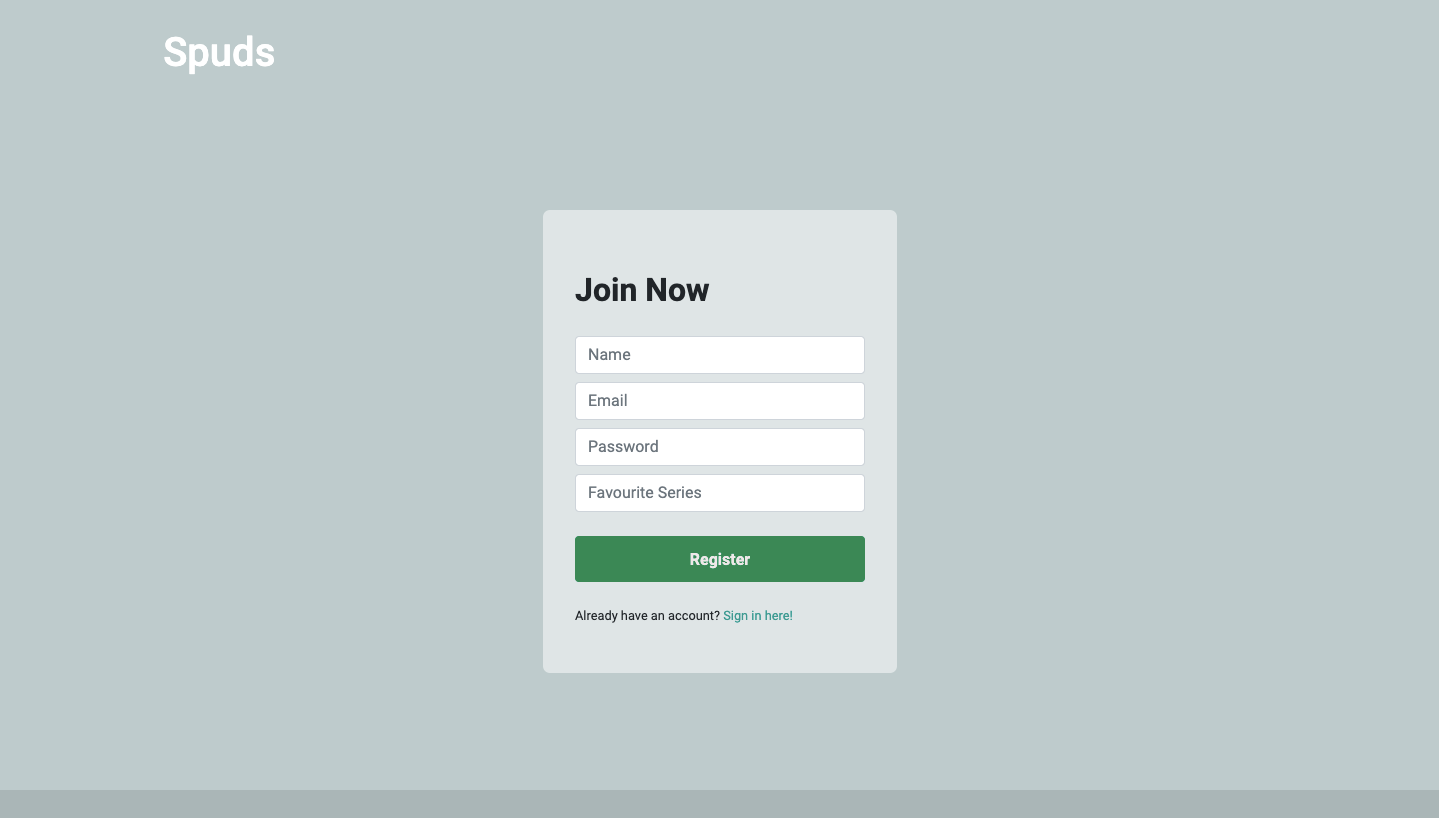 Spuds
Join Now
Name
Email
Password
Favourite Series
Register
Already have an account? Sign in here!